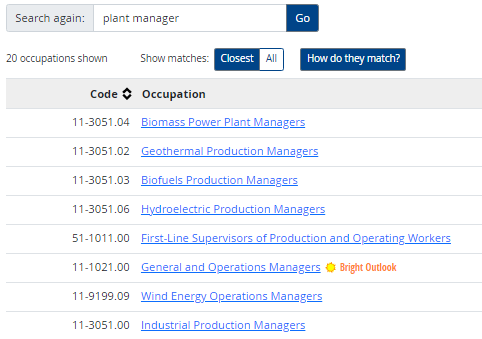 Search again: plant manager Go
20 occupations shown Show matches: Closest All How do they match?
Code Occupation
11-3051.04 Biomass Power Plant Managers
11-3051.02 Geothermal Production Managers
11-3051.03 Biofuels Production Managers
11-3051.06 Hydroelectric Production Managers
51-1011.00 First-Line Supervisors of Production and Operating Workers
11-1021.00 General and Operations Managers Bright Outlook
11-9199.09 Wind Energy Operations Managers
11-3051.00 Industrial Production Managers